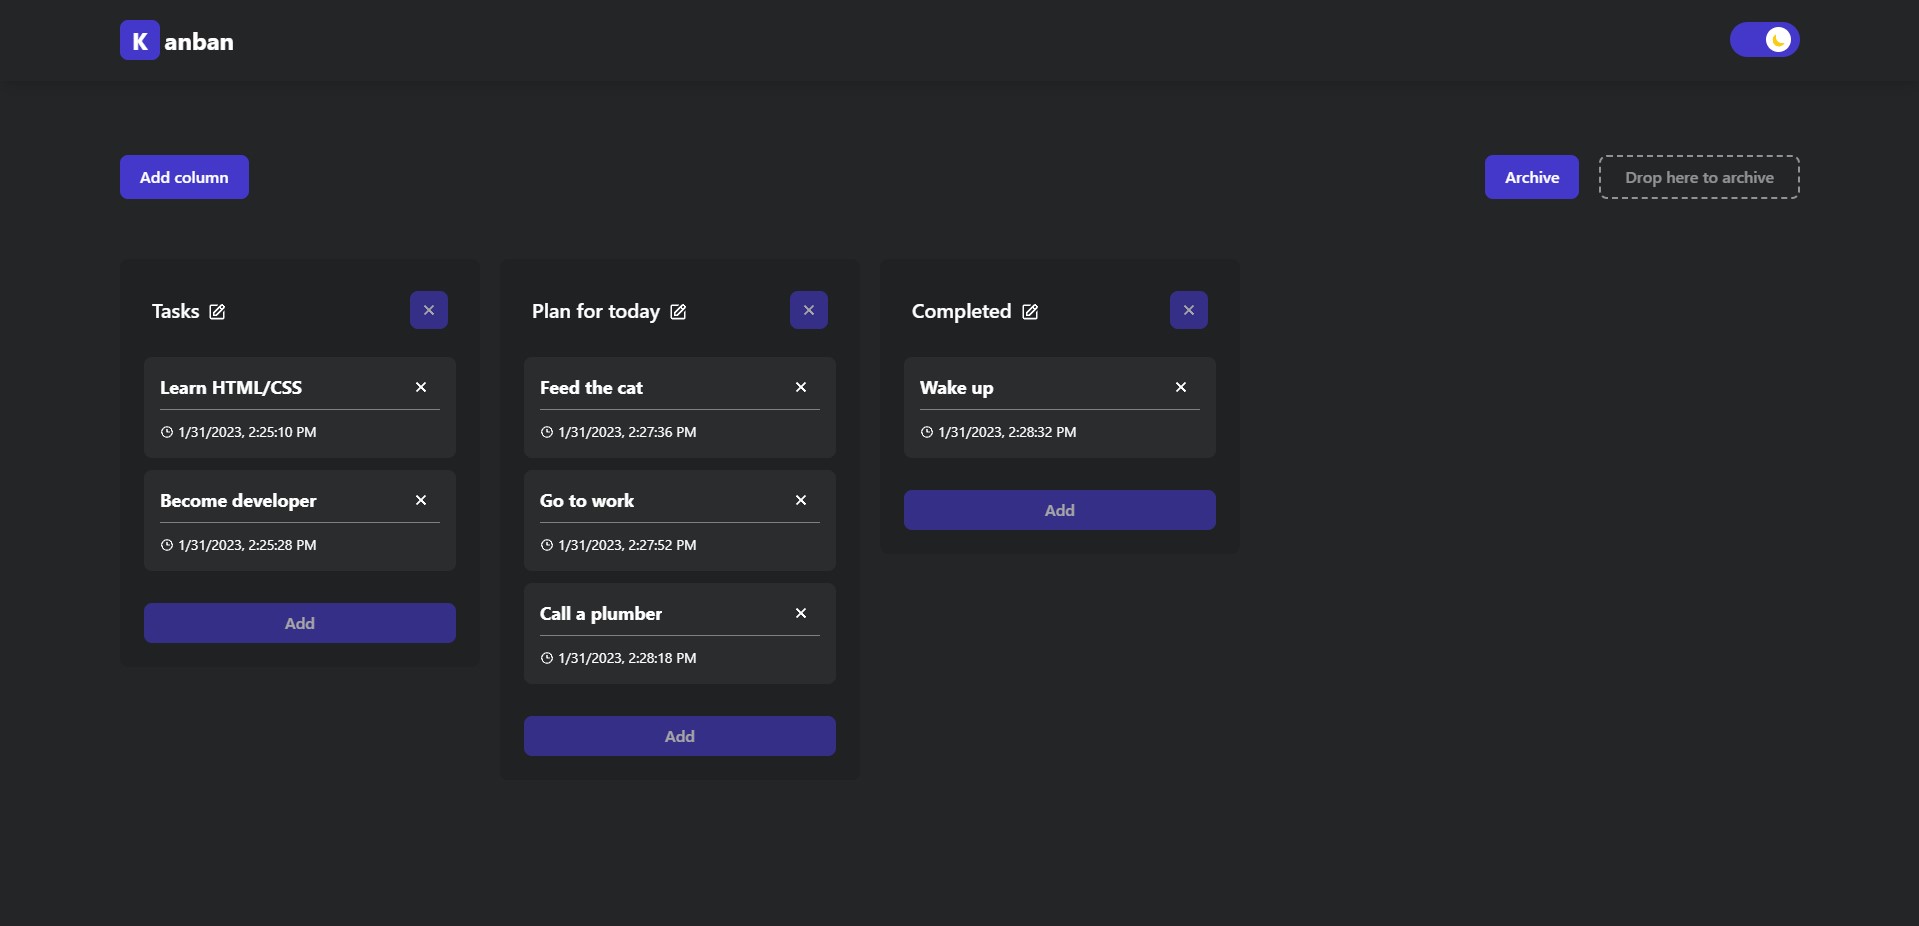 Kanban
Add column
Archive
Drop here to archive
Tasks
Learn HTML/CSS
1/31/2023, 2:25:10 PM
Become developer
1/31/2023, 2:25:28 PM
Add
Plan for today
Feed the cat
1/31/2023, 2:27:36 PM
Go to work
1/31/2023, 2:27:52 PM
Call a plumber
1/31/2023, 2:28:18 PM
Add
Completed
Wake up
1/31/2023, 2:28:32 PM
Add